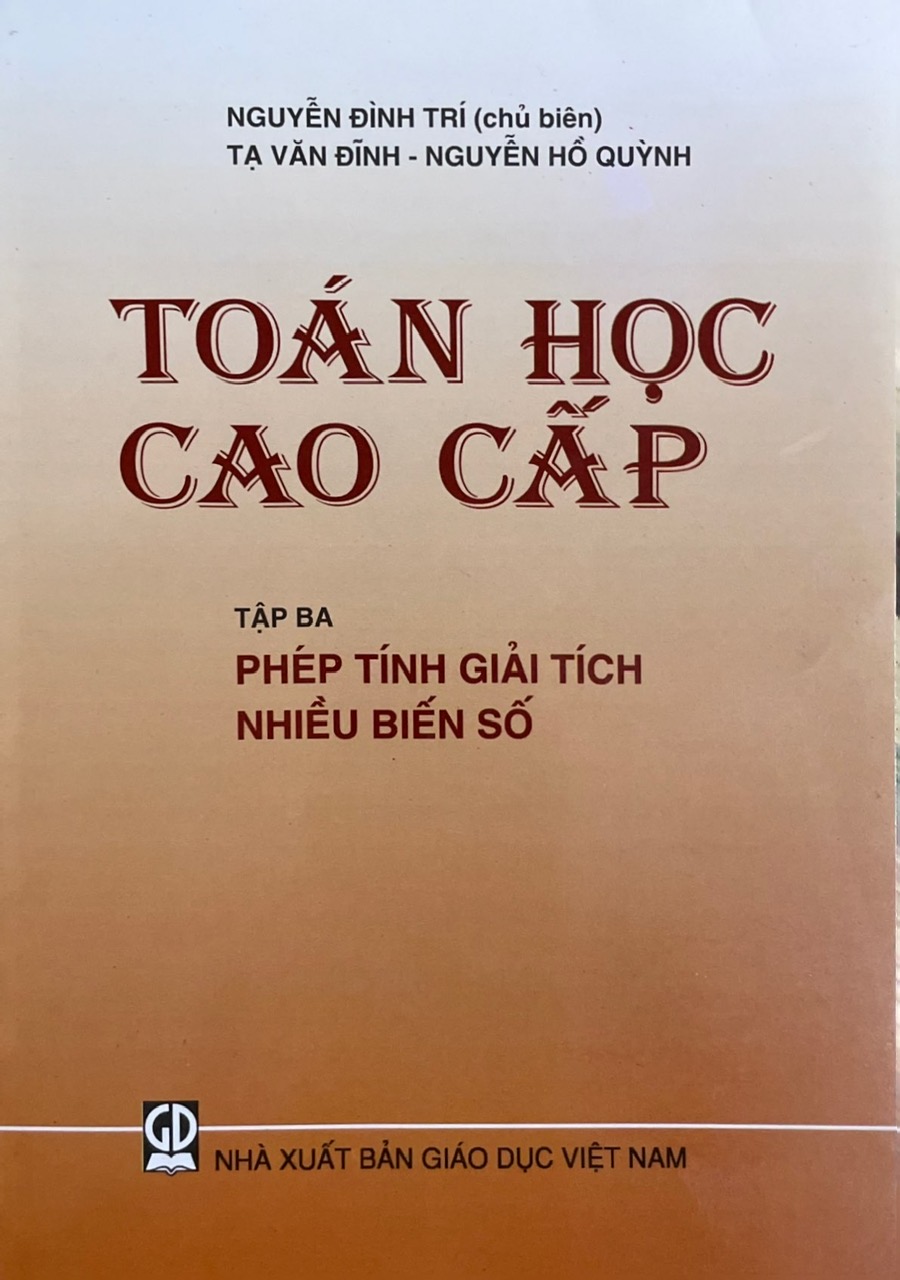 NGUYỄN ĐÌNH TRÍ (chủ biên)
TẠ VĂN ĐĨNH - NGUYỄN HỒ QUỲNH
TOÁN HỌC
CAO CẤP
TẬP BA
PHÉP TÍNH GIẢI TÍCH
NHIỀU BIẾN SỐ
GD
NHÀ XUẤT BẢN GIÁO DỤC VIỆT NAM